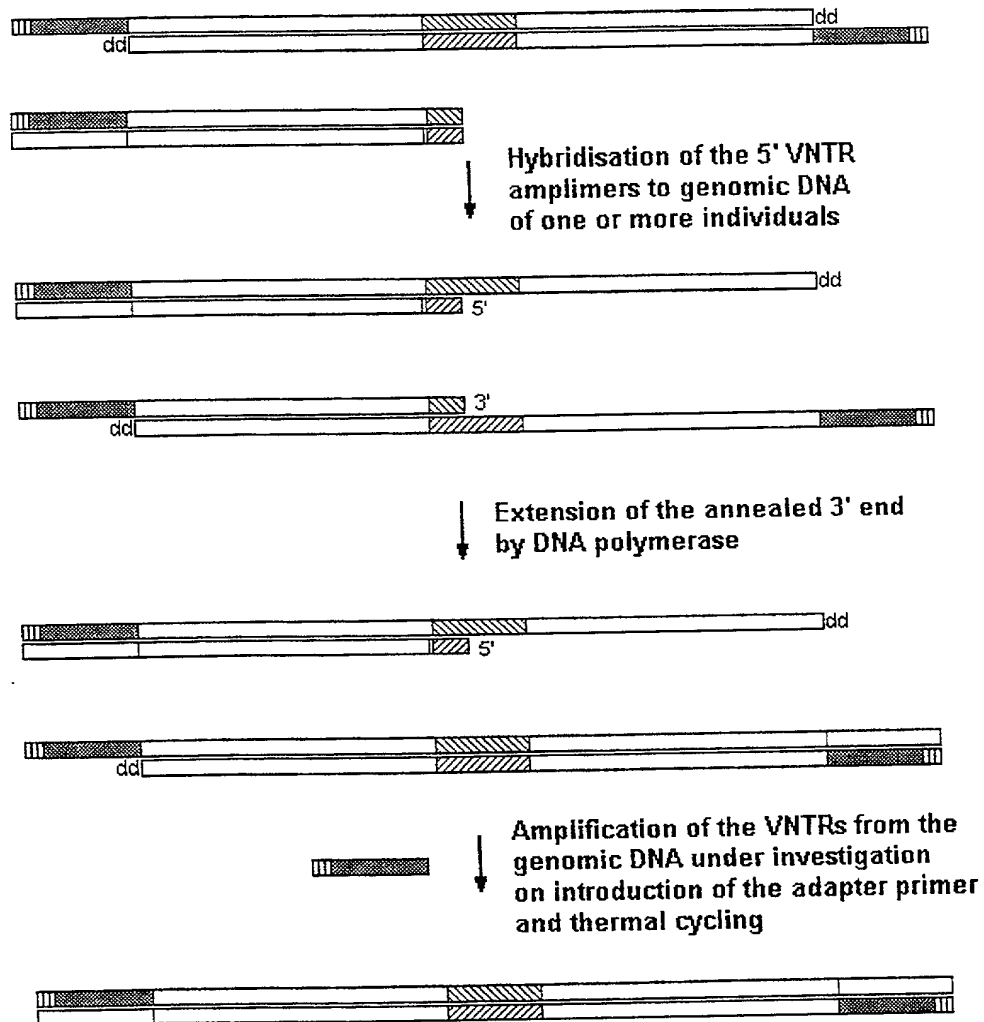 dd
dd
Hybridisation of the 5' VNTR
amplimers to genomic DNA
of one or more individuals
dd
5'
3'
dd
Extension of the annealed 3' end
by DNA polymerase
dd
5'
dd
Amplification of the VNTRs from the
genomic DNA under investigation
on introduction of the adapter primer
and thermal cycling